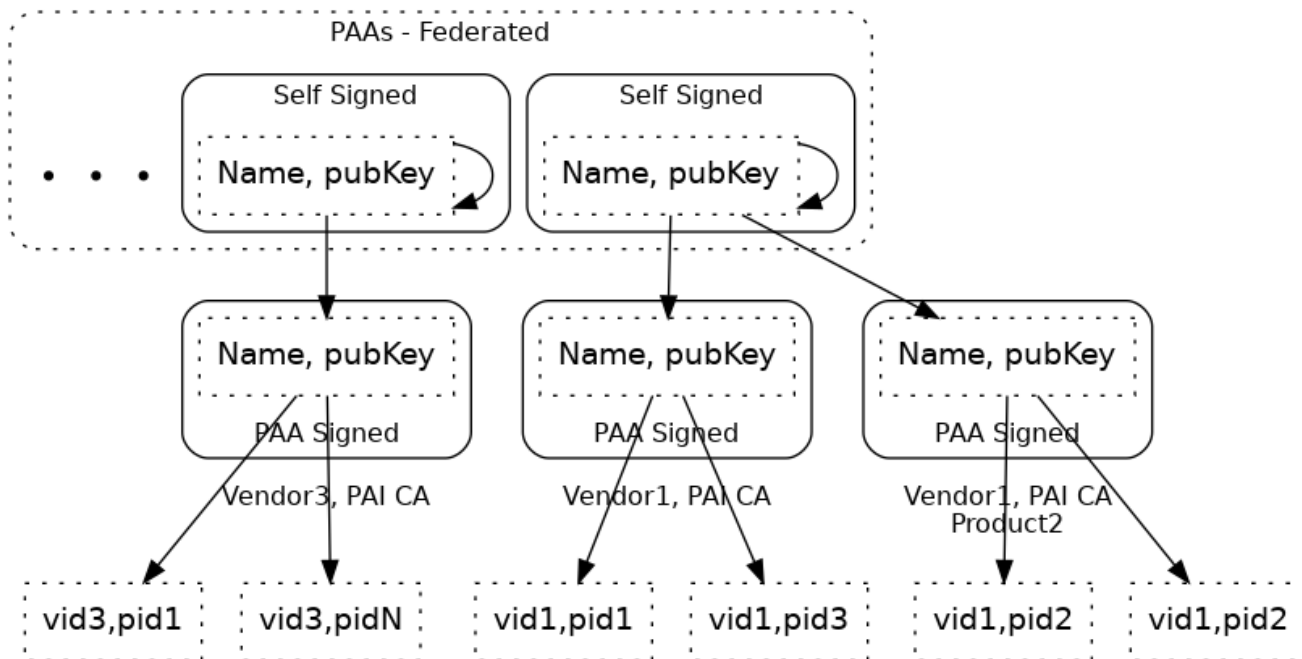 PAAs - Federated
Self Signed
Self Signed
. . .
Name, pubKey
Name, pubKey
Name, pubKey
Name, pubKey
Name, pubKey
PAA Signed
PAA Signed
PAA Signed
Vendor3, PAI CA
Vendor1, PAI CA
Vendor1, PAI CA
Product2
vid3,pid1
vid3,pidN
vid1,pid1
vid1,pid3
vid1,pid2
vid1,pid2